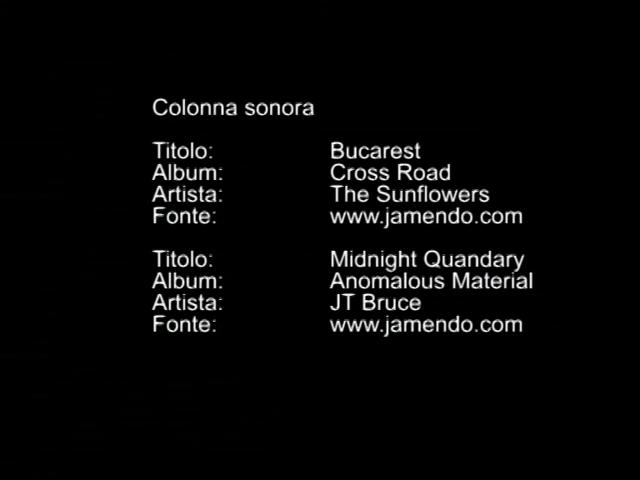 Colonna sonora
Titolo: Bucarest
Album: Cross Road
Artista: The Sunflowers
Fonte: www.jamendo.com
Titolo: Midnight Quandary
Album: Anomalous Material
Artista: JT Bruce
Fonte: www.jamendo.com